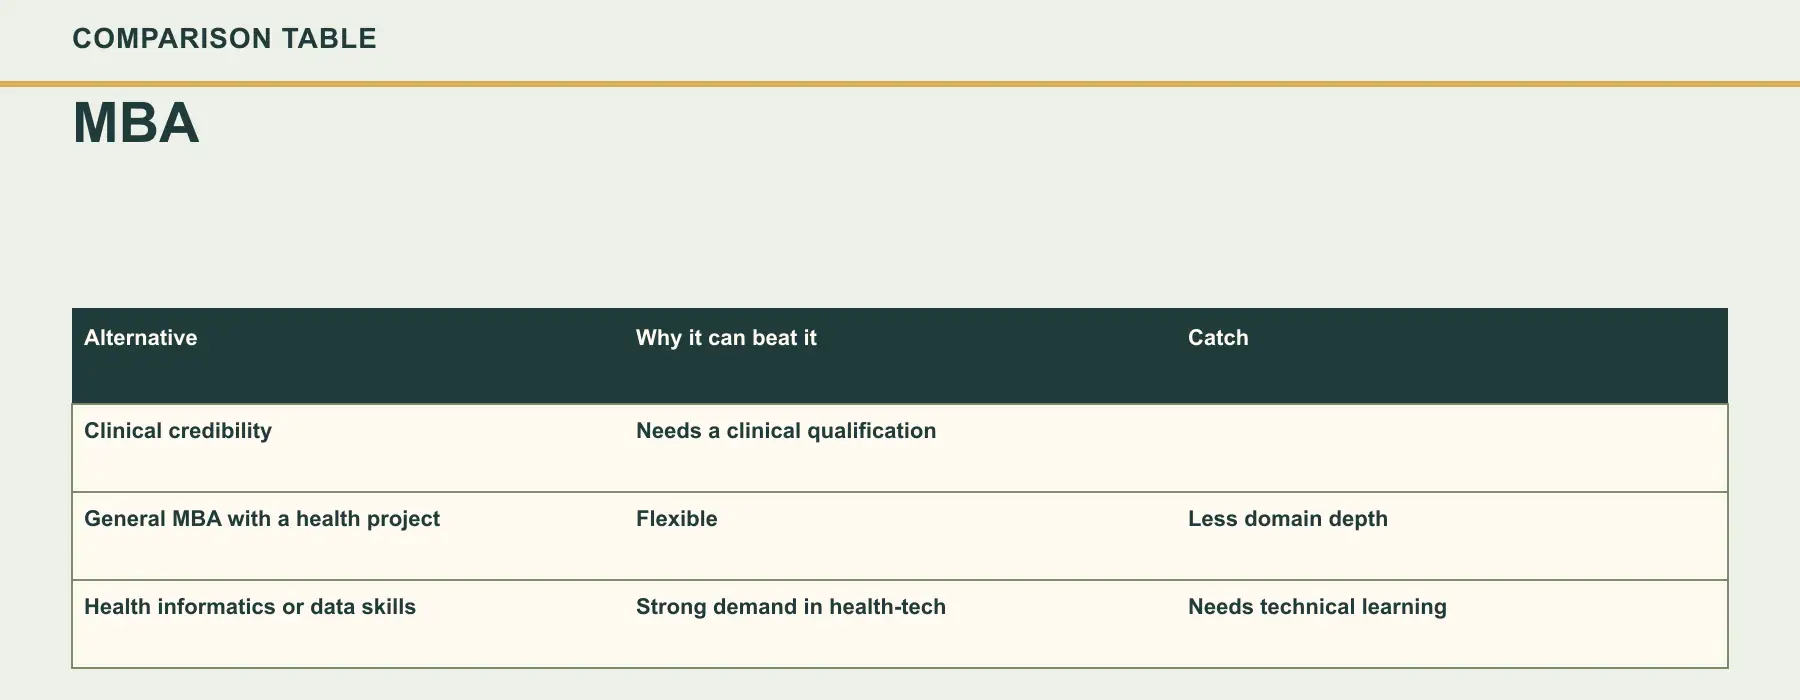 COMPARISON TABLE
MBA
Alternative Why it can beat it Catch
Clinical credibility Needs a clinical qualification
General MBA with a health project Flexible Less domain depth
Health informatics or data skills Strong demand in health-tech Needs technical learning